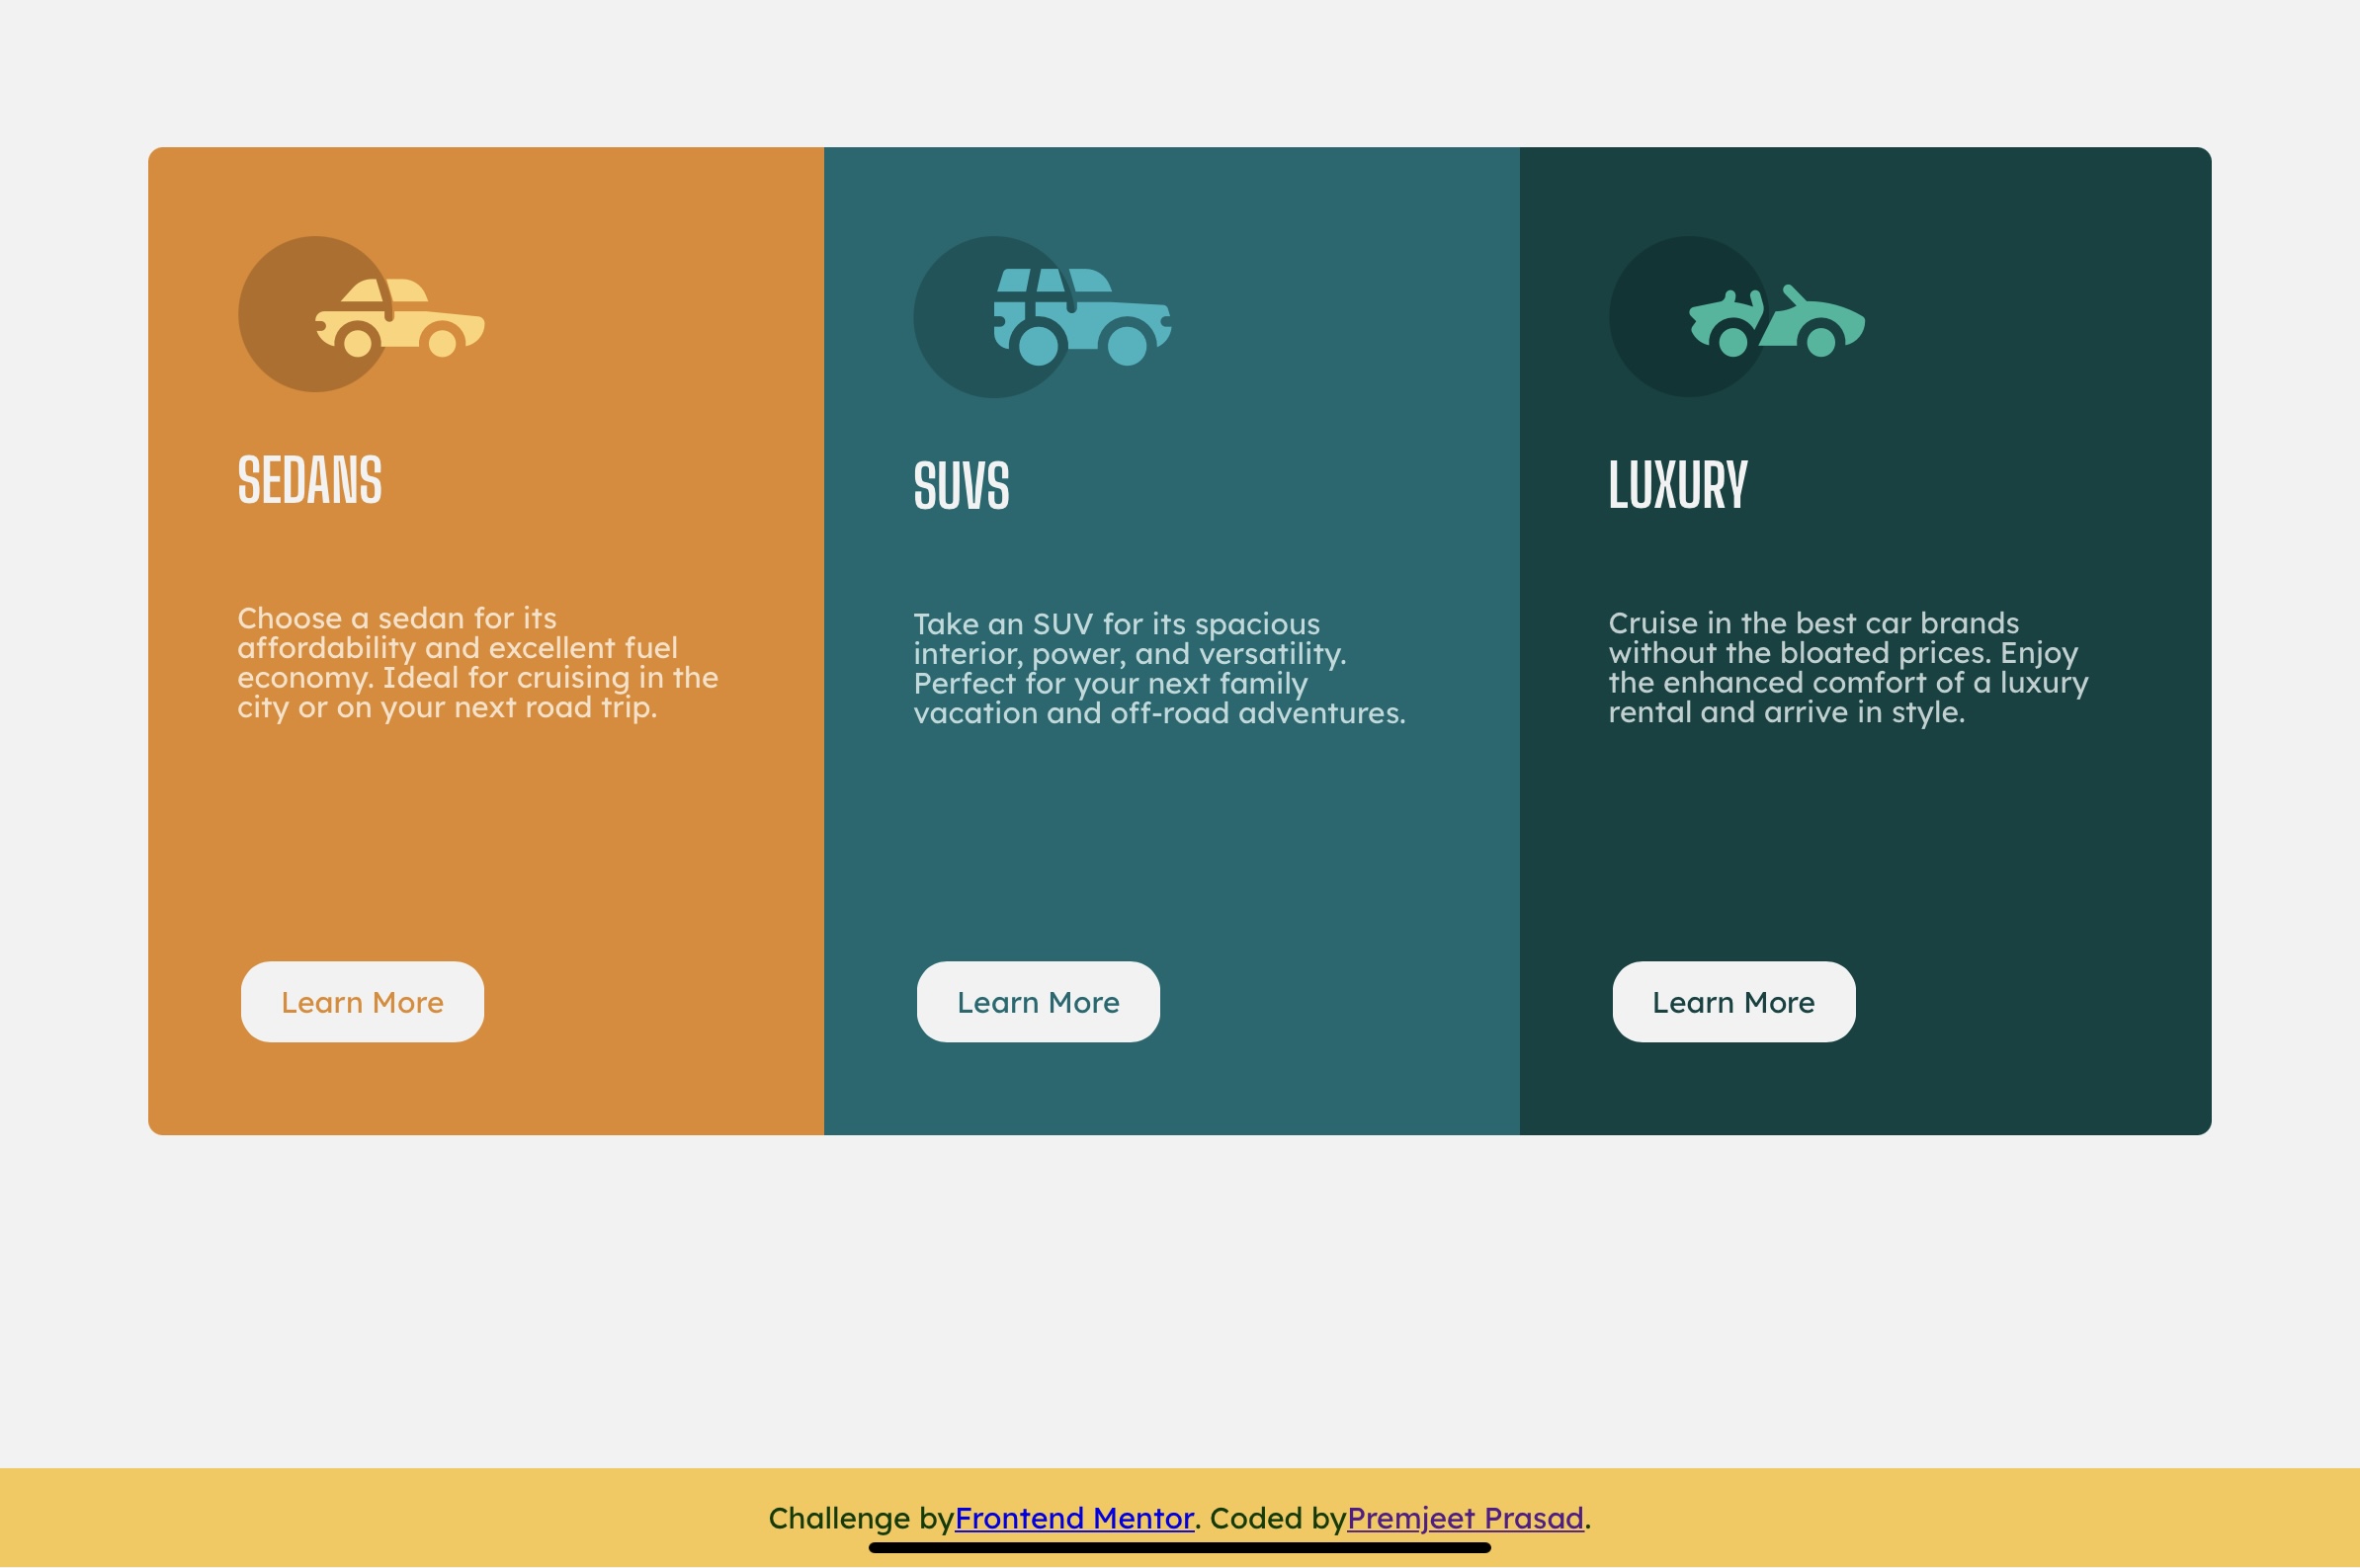 SEDANS
Choose a sedan for its
affordability and excellent fuel
economy. Ideal for cruising in the
city or on your next road trip.
Learn More
SUVS
Take an SUV for its spacious
interior, power, and versatility.
Perfect for your next family
vacation and off-road adventures.
Learn More
LUXURY
Cruise in the best car brands
without the bloated prices. Enjoy
the enhanced comfort of a luxury
rental and arrive in style.
Learn More
Challenge byFrontend Mentor. Coded byPremjeet Prasad.